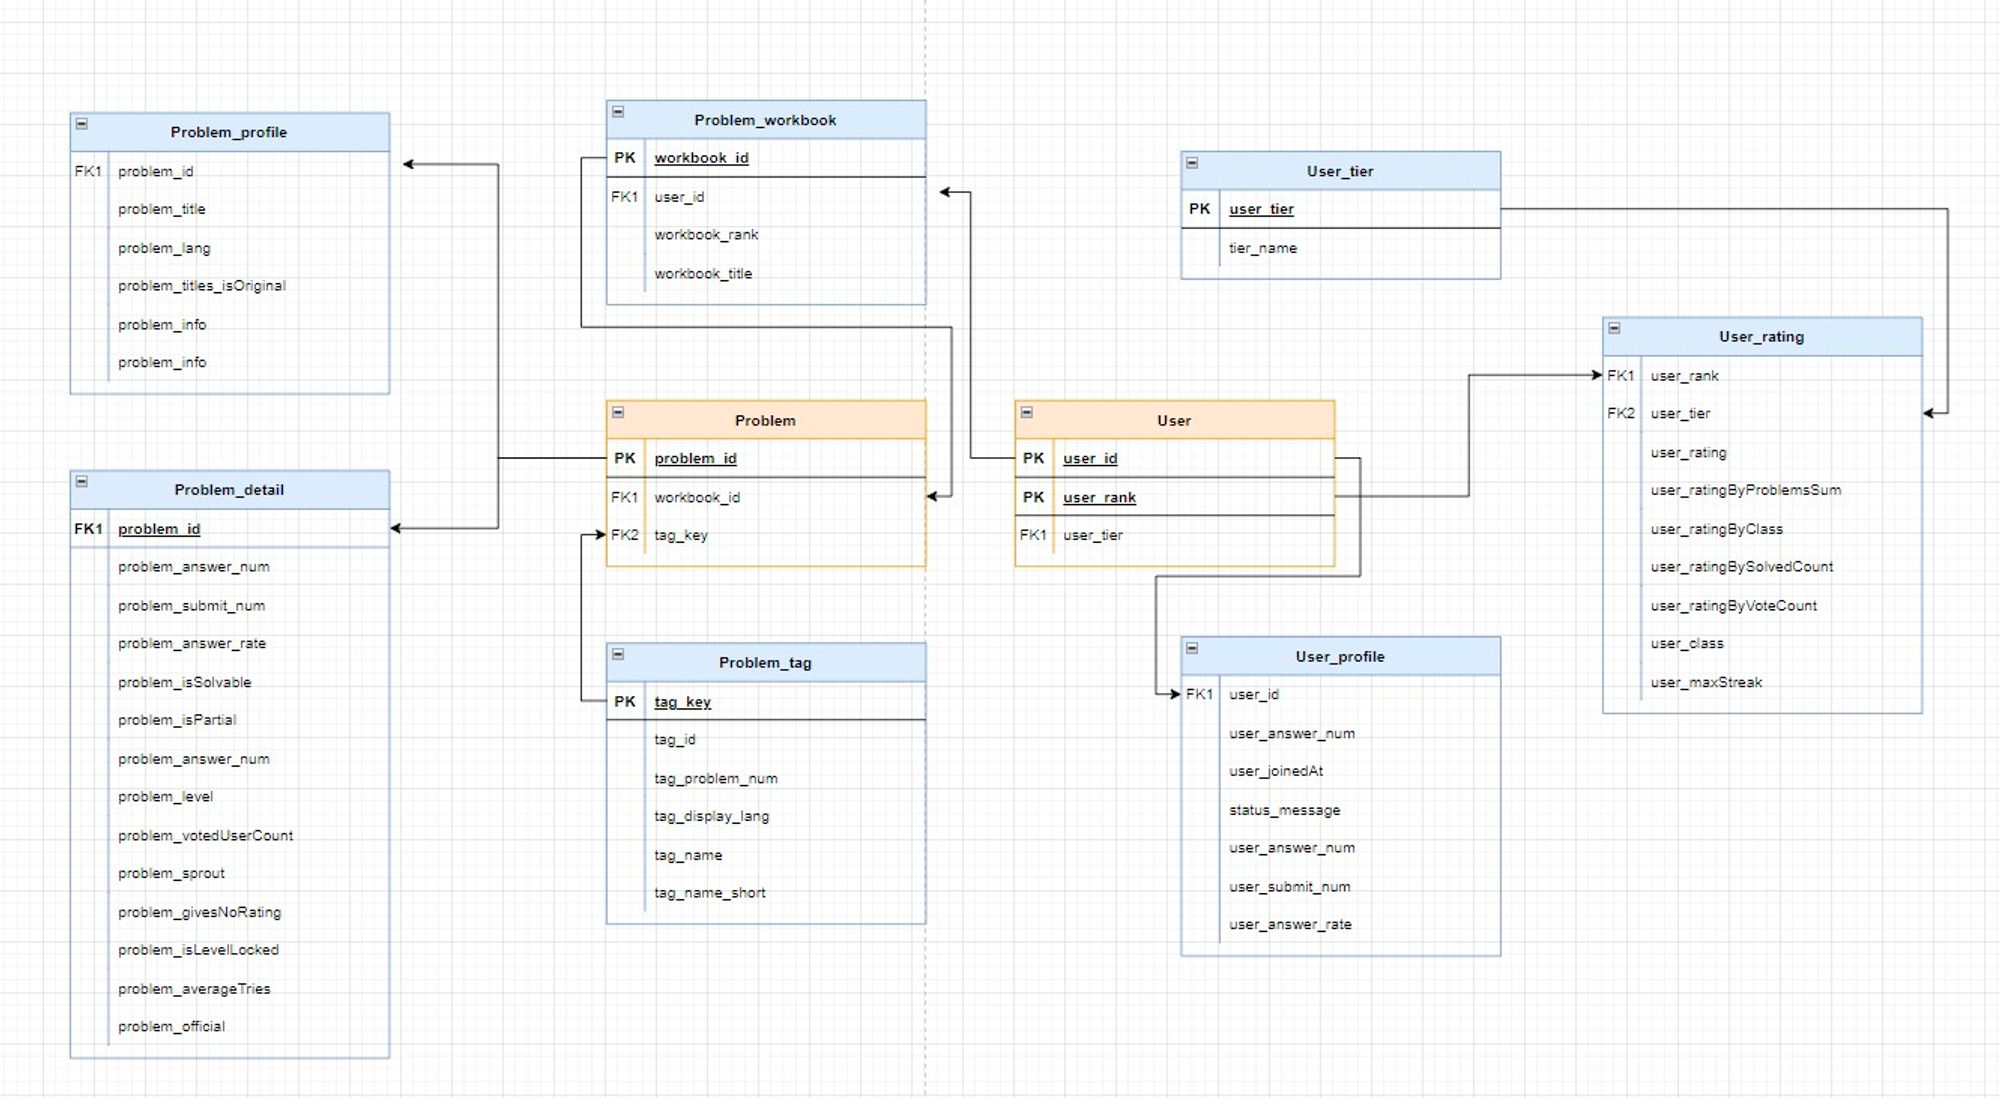 Problem_profile
FK1 problem_id
problem_title
problem_lang
problem_titles_isOriginal
problem_info
problem_info
Problem_detail
FK1 problem_id
problem_answer_num
problem_submit_num
problem_answer_rate
problem_isSolvable
problem_isPartial
problem_answer_num
problem_level
problem_votedUserCount
problem_sprout
problem_givesNoRating
problem_isLevelLocked
problem_averageTries
problem_official
Problem_workbook
PK workbook_id
FK1 user_id
workbook_rank
workbook_title
Problem
PK problem_id
FK1 workbook_id
FK2 tag_key
Problem_tag
PK tag_key
tag_id
tag_problem_num
tag_display_lang
tag_name
tag_name_short
User
PK user_id
PK user_rank
FK1 user_tier
User_tier
PK user_tier
tier_name
User_profile
FK1 user_id
user_answer_num
user_joinedAt
status_message
user_answer_num
user_submit_num
user_answer_rate
User_rating
FK1 user_rank
FK2 user_tier
user_rating
user_ratingByProblemsSum
user_ratingByClass
user_ratingBySolvedCount
user_ratingByVoteCount
user_class
user_maxStreak